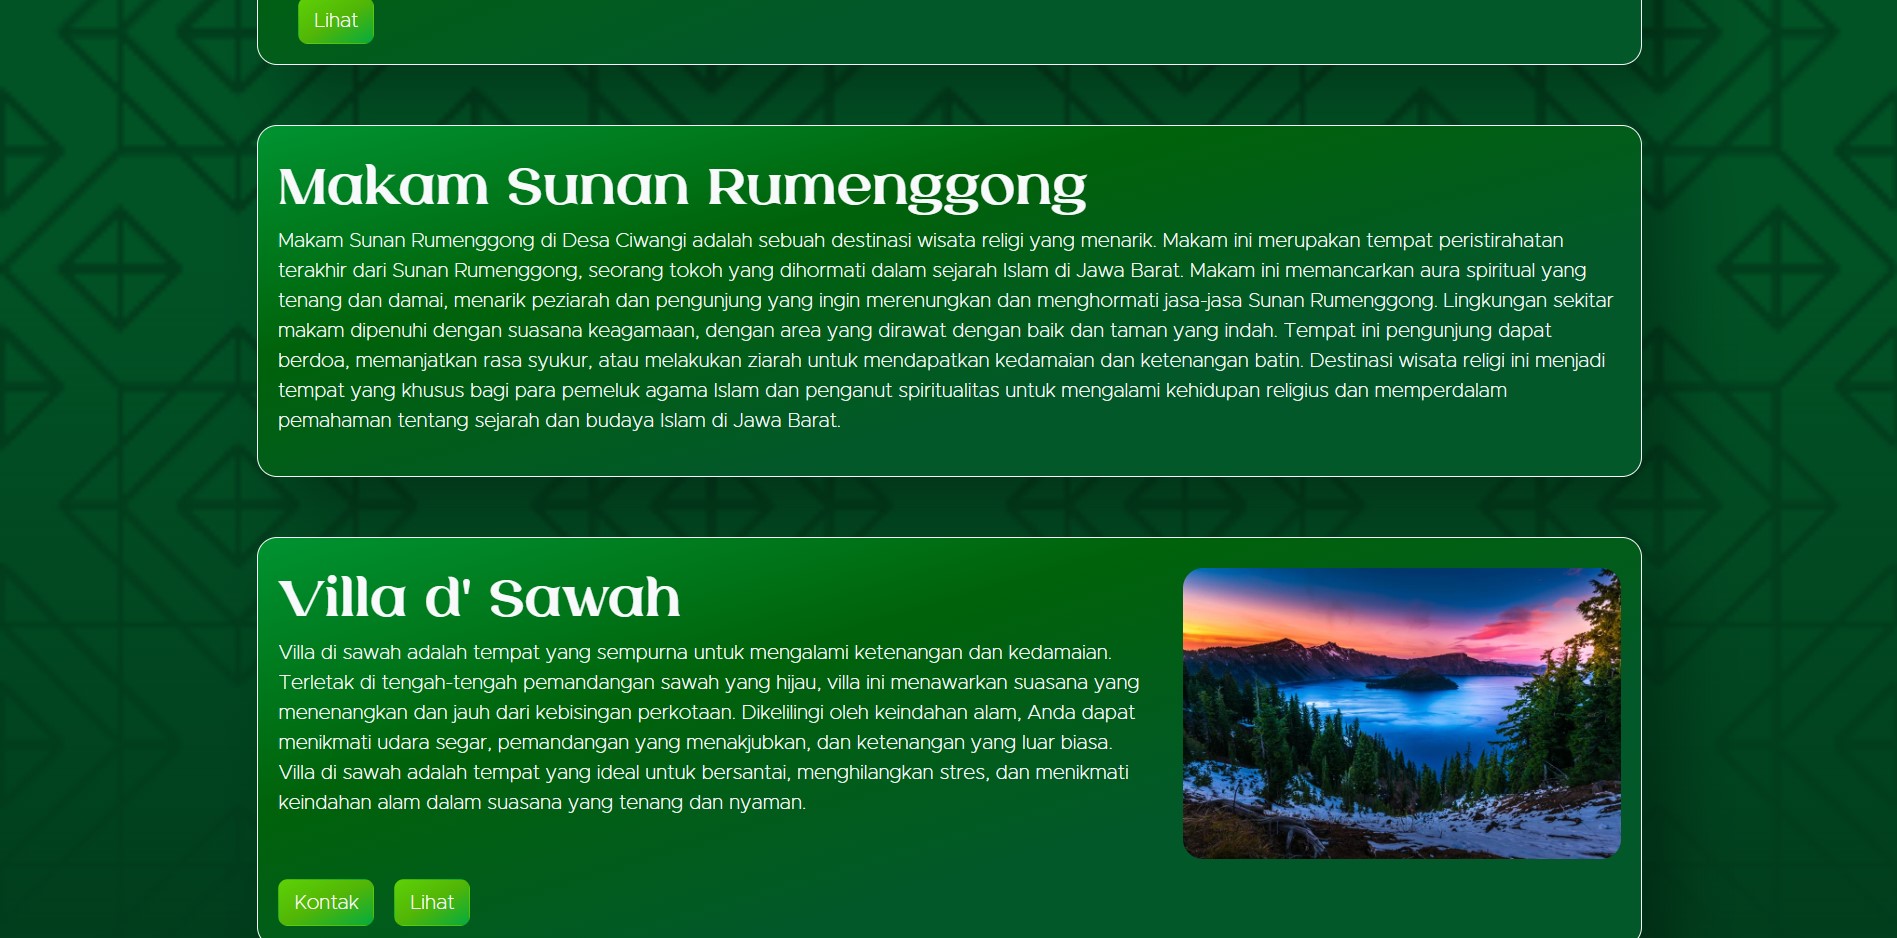 Lihat
Makam Sunan Rumenggong
Makam Sunan Rumenggong di Desa Ciwangi adalah sebuah destinasi wisata religi yang menarik. Makam ini merupakan tempat peristirahatan
terakhir dari Sunan Rumenggong, seorang tokoh yang dihormati dalam sejarah Islam di Jawa Barat. Makam ini memancarkan aura spiritual yang
tenang dan damai, menarik peziarah dan pengunjung yang ingin merenungkan dan menghormati jasa-jasa Sunan Rumenggong. Lingkungan sekitar
makam dipenuhi dengan suasana keagamaan, dengan area yang dirawat dengan baik dan taman yang indah. Tempat ini pengunjung dapat
berdoa, memanjatkan rasa syukur, atau melakukan ziarah untuk mendapatkan kedamaian dan ketenangan batin. Destinasi wisata religi ini menjadi
tempat yang khusus bagi para pemeluk agama Islam dan penganut spiritualitas untuk mengalami kehidupan religius dan memperdalam
pemahaman tentang sejarah dan budaya Islam di Jawa Barat.
Villa d' Sawah
Villa di sawah adalah tempat yang sempurna untuk mengalami ketenangan dan kedamaian.
Terletak di tengah-tengah pemandangan sawah yang hijau, villa ini menawarkan suasana yang
menenangkan dan jauh dari kebisingan perkotaan. Dikelilingi oleh keindahan alam, Anda dapat
menikmati udara segar, pemandangan yang menakjubkan, dan ketenangan yang luar biasa.
Villa di sawah adalah tempat yang ideal untuk bersantai, menghilangkan stres, dan menikmati
keindahan alam dalam suasana yang tenang dan nyaman.
Kontak Lihat